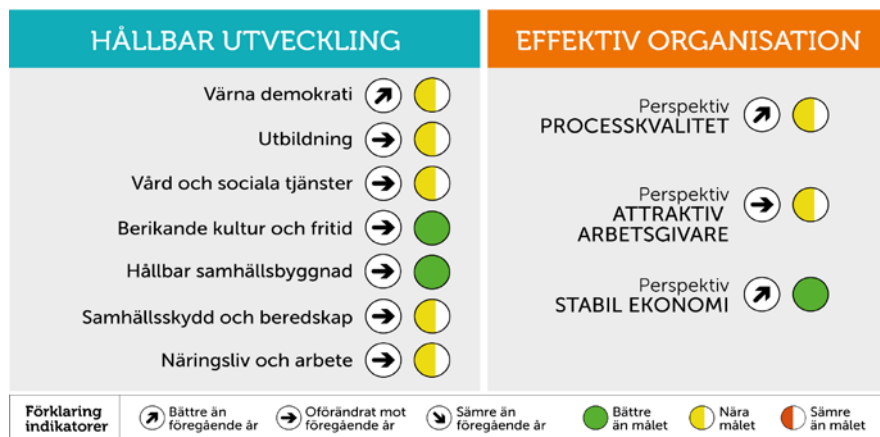 HÅLLBAR UTVECKLING
Värna demokrati
Utbildning
Vård och sociala tjänster
Berikande kultur och fritid
Hållbar samhällsbyggnad
Samhällsskydd och beredskap
Näringsliv och arbete
EFFEKTIV ORGANISATION
Perspektiv
PROCESSKVALITET
Perspektiv
ATTRAKTIV
ARBETSGIVARE
Perspektiv
STABIL EKONOMI
Förklaring
indikatorer
Bättre än
föregående år
Oförändrat mot
föregående år
Sämre än
föregående år
Bättre
än målet
Nära
målet
Sämre
än målet